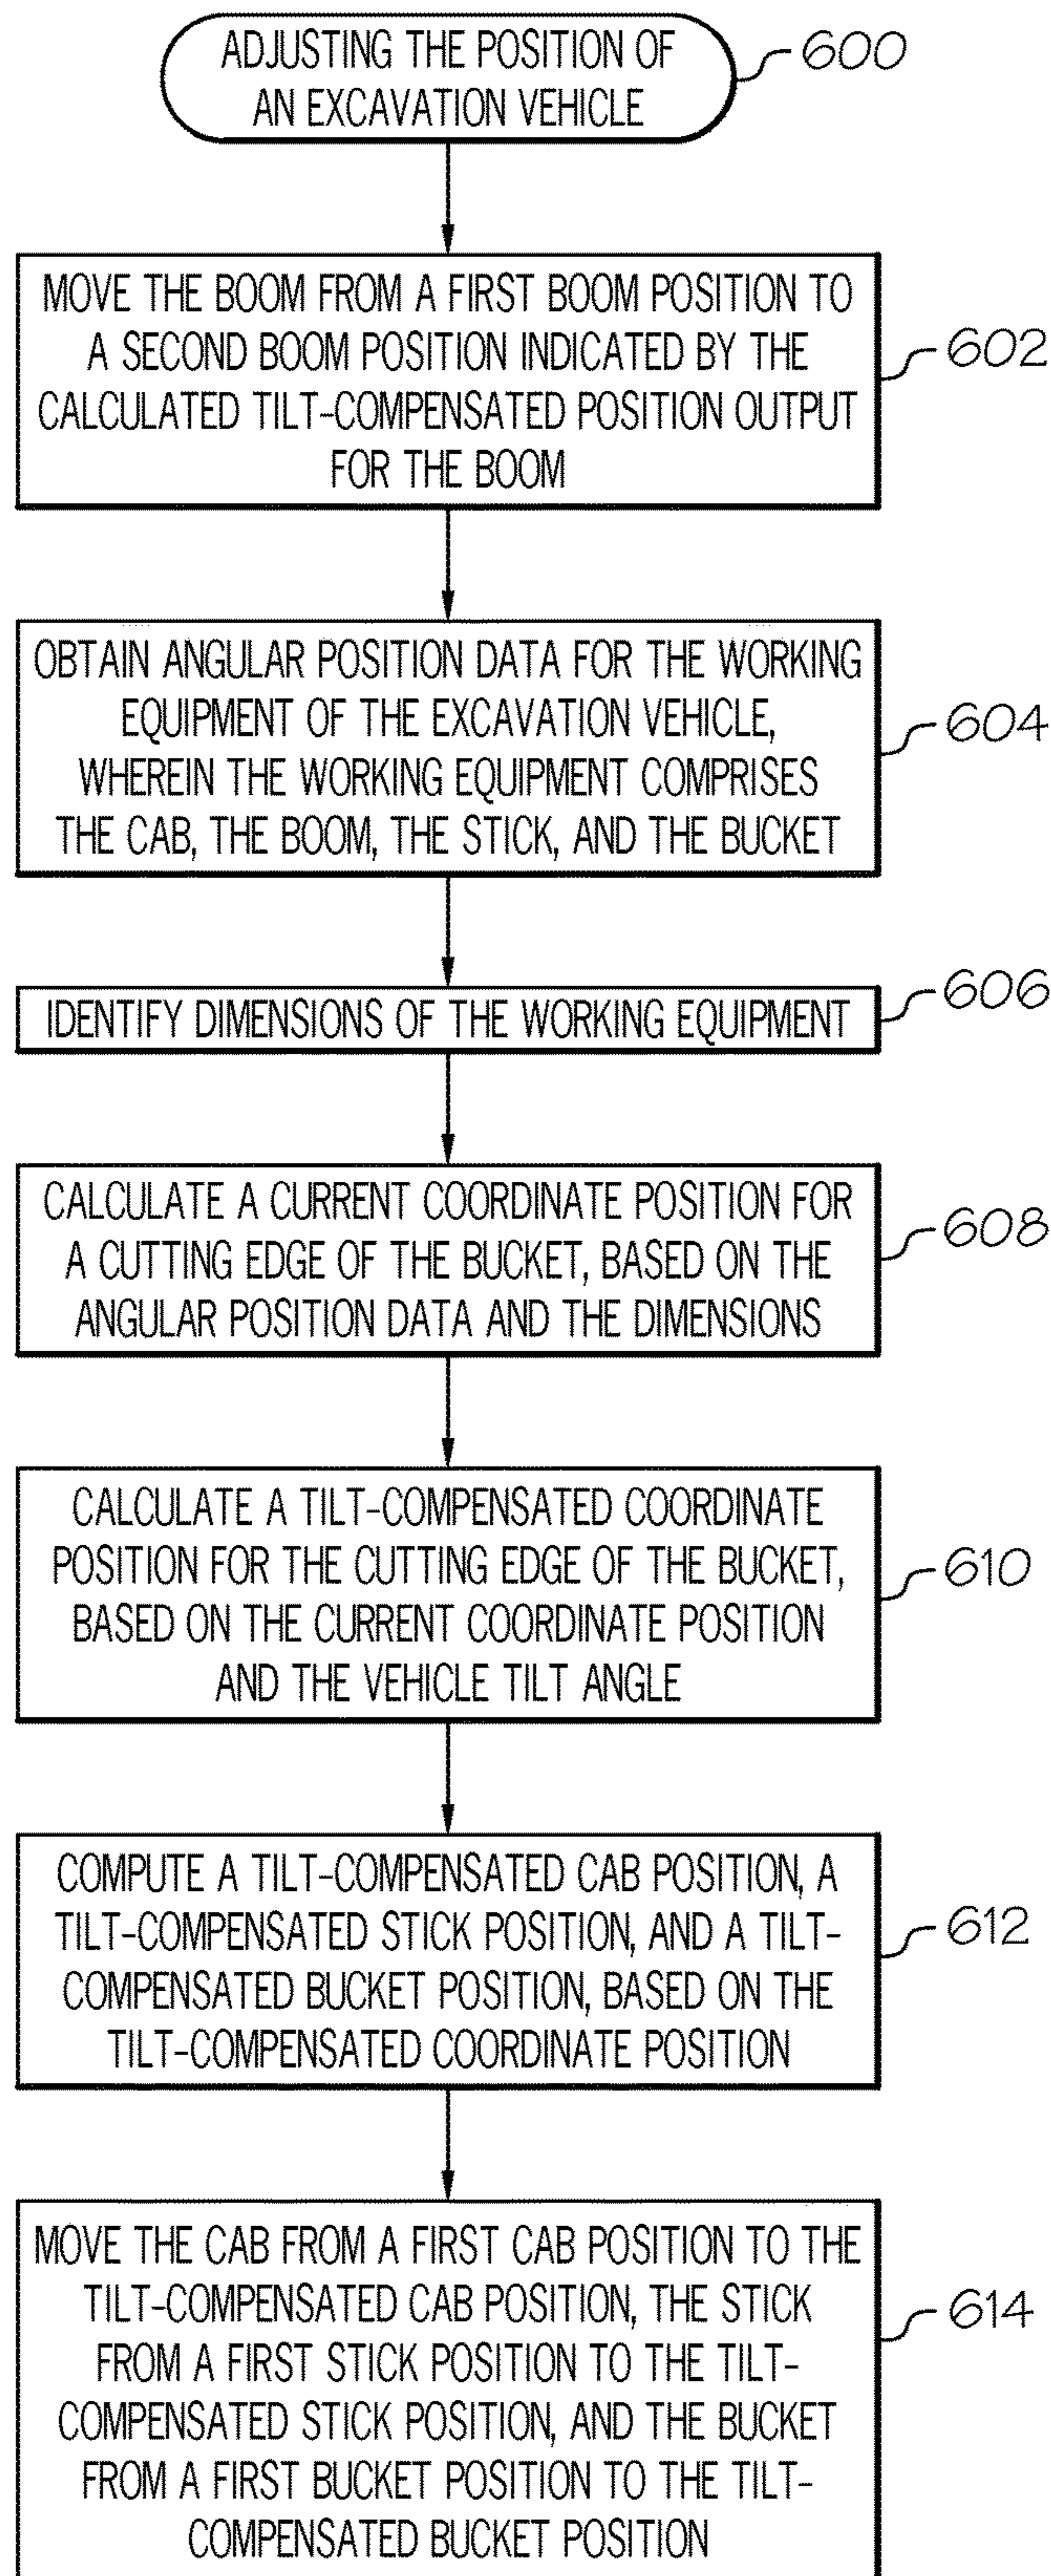 ADJUSTING THE POSITION OF
AN EXCAVATION VEHICLE
600
MOVE THE BOOM FROM A FIRST BOOM POSITION TO
A SECOND BOOM POSITION INDICATED BY THE
CALCULATED TILT-COMPENSATED POSITION OUTPUT
FOR THE BOOM
602
OBTAIN ANGULAR POSITION DATA FOR THE WORKING
EQUIPMENT OF THE EXCAVATION VEHICLE,
WHEREIN THE WORKING EQUIPMENT COMPRISES
THE CAB, THE BOOM, THE STICK, AND THE BUCKET
604
IDENTIFY DIMENSIONS OF THE WORKING EQUIPMENT
606
CALCULATE A CURRENT COORDINATE POSITION FOR
A CUTTING EDGE OF THE BUCKET, BASED ON THE
ANGULAR POSITION DATA AND THE DIMENSIONS
608
CALCULATE A TILT-COMPENSATED COORDINATE
POSITION FOR THE CUTTING EDGE OF THE BUCKET,
BASED ON THE CURRENT COORDINATE POSITION
AND THE VEHICLE TILT ANGLE
610
COMPUTE A TILT-COMPENSATED CAB POSITION, A
TILT-COMPENSATED STICK POSITION, AND A TILT-
COMPENSATED BUCKET POSITION, BASED ON THE
TILT-COMPENSATED COORDINATE POSITION
612
MOVE THE CAB FROM A FIRST CAB POSITION TO THE
TILT-COMPENSATED CAB POSITION, THE STICK
FROM A FIRST STICK POSITION TO THE TILT-
COMPENSATED STICK POSITION, AND THE BUCKET
FROM A FIRST BUCKET POSITION TO THE TILT-
COMPENSATED BUCKET POSITION
614